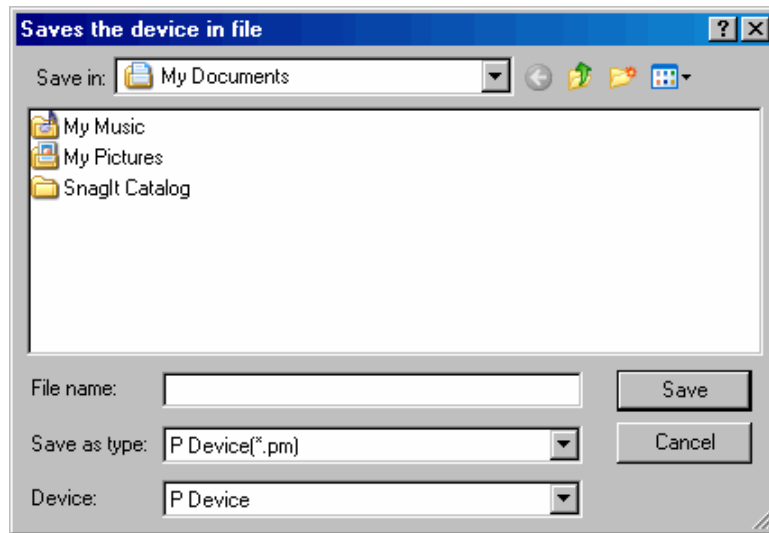 Saves the device in file
Save in: My Documents
My Music
My Pictures
SnagIt Catalog
File name:
Save
Save as type: P Device(*.pm)
Cancel
Device: P Device